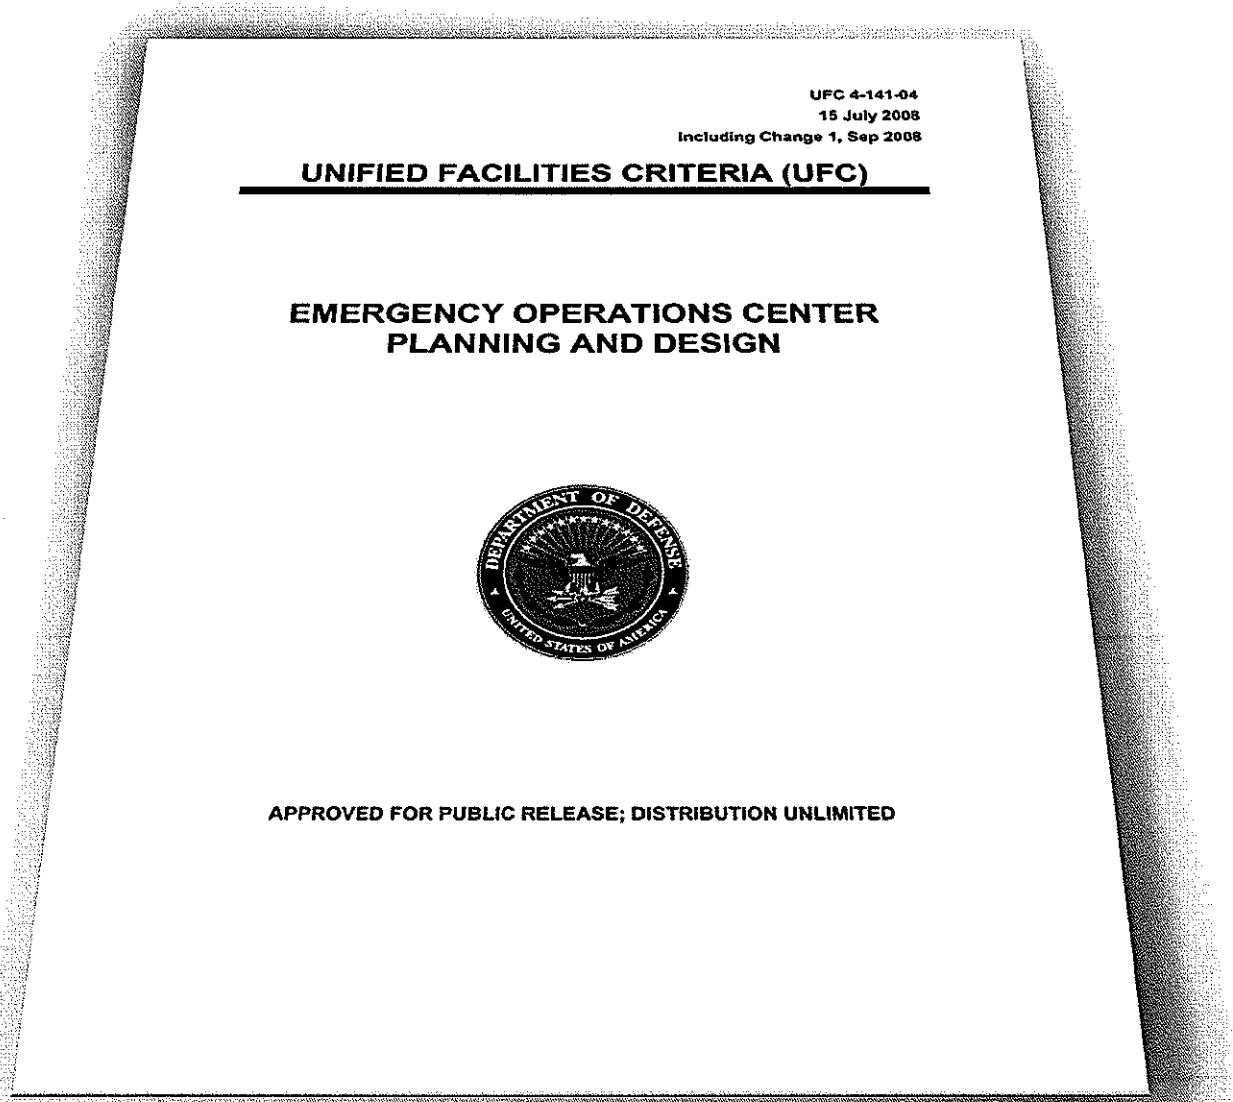 UFC 4-141-04
15 July 2008
Including Change 1, Sep 2008
UNIFIED FACILITIES CRITERIA (UFC)
EMERGENCY OPERATIONS CENTER
PLANNING AND DESIGN
DEPARTMENT OF DEFENSE
UNITED STATES OF AMERICA
APPROVED FOR PUBLIC RELEASE; DISTRIBUTION UNLIMITED